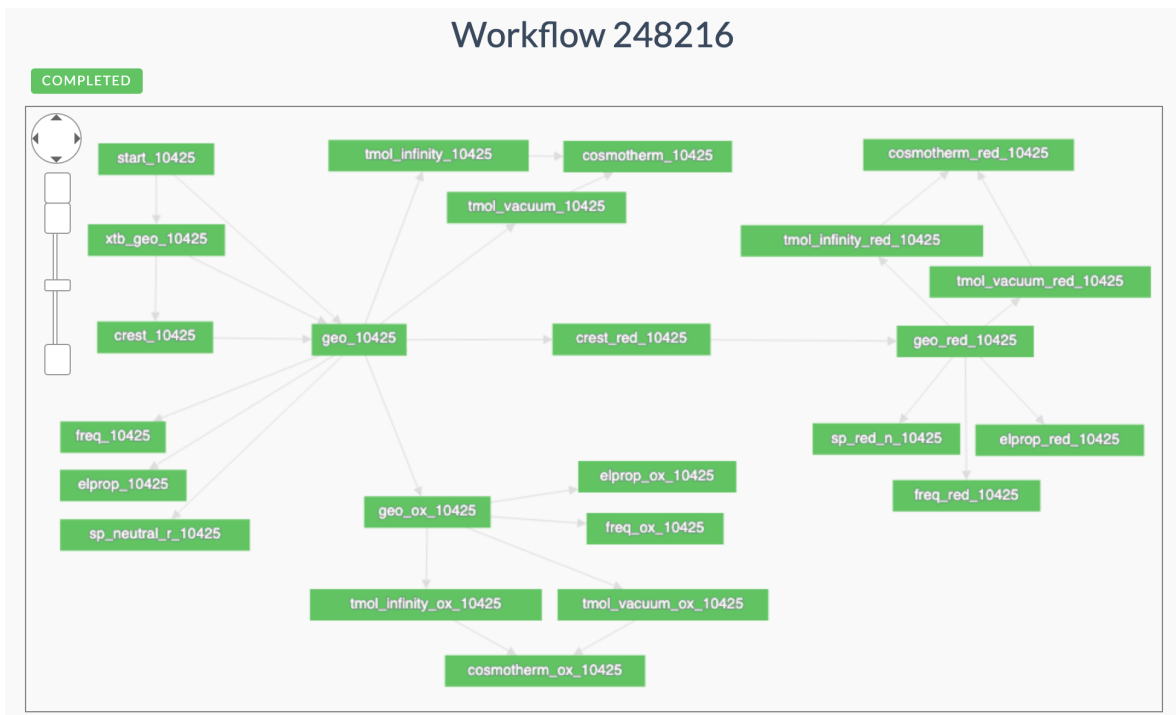 Workflow 248216
COMPLETED
start_10425
tmol_infinity_10425
cosmotherm_10425
cosmotherm_red_10425
tmol_vacuum_10425
xtb_geo_10425
tmol_infinity_red_10425
tmol_vacuum_red_10425
crest_10425
geo_10425
crest_red_10425
geo_red_10425
freq_10425
sp_red_n_10425
elprop_red_10425
elprop_10425
elprop_ox_10425
freq_red_10425
geo_ox_10425
sp_neutral_r_10425
freq_ox_10425
tmol_infinity_ox_10425
tmol_vacuum_ox_10425
cosmotherm_ox_10425